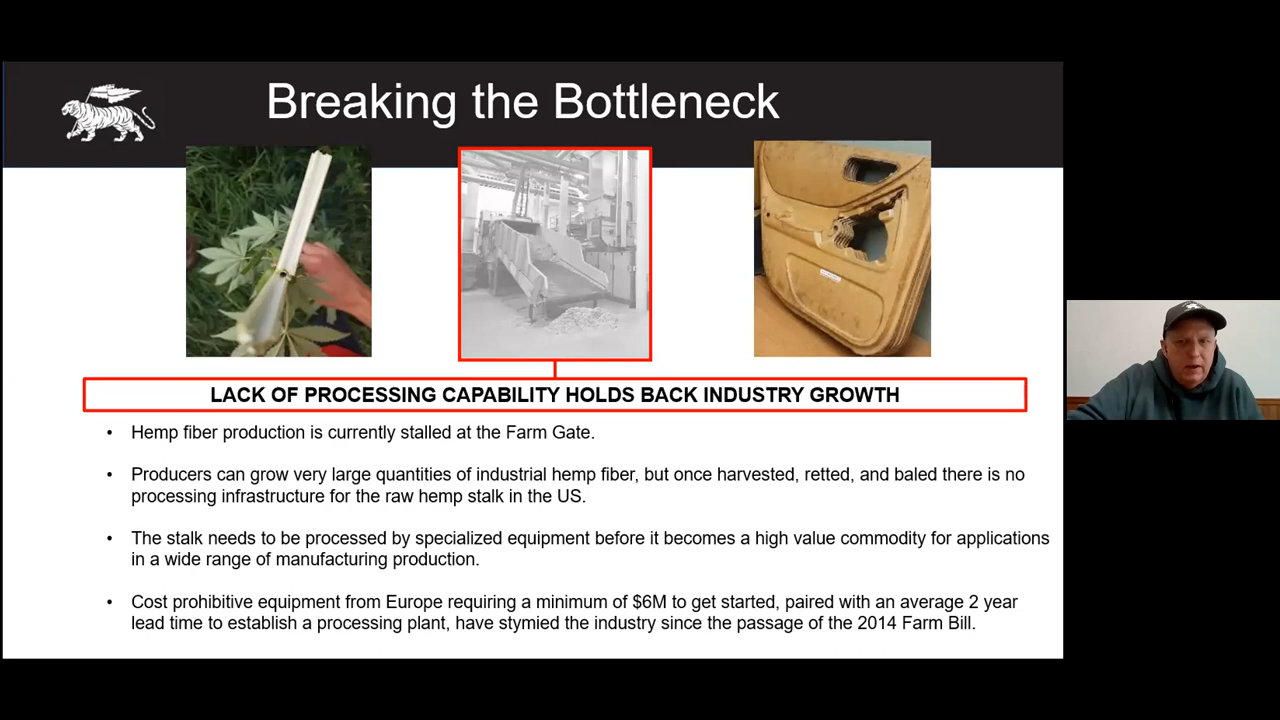 Breaking the Bottleneck
LACK OF PROCESSING CAPABILITY HOLDS BACK INDUSTRY GROWTH
• Hemp fiber production is currently stalled at the Farm Gate.
• Producers can grow very large quantities of industrial hemp fiber, but once harvested, retted, and baled there is no
processing infrastructure for the raw hemp stalk in the US.
• The stalk needs to be processed by specialized equipment before it becomes a high value commodity for applications
in a wide range of manufacturing production.
• Cost prohibitive equipment from Europe requiring a minimum of $6M to get started, paired with an average 2 year
lead time to establish a processing plant, have stymied the industry since the passage of the 2014 Farm Bill.